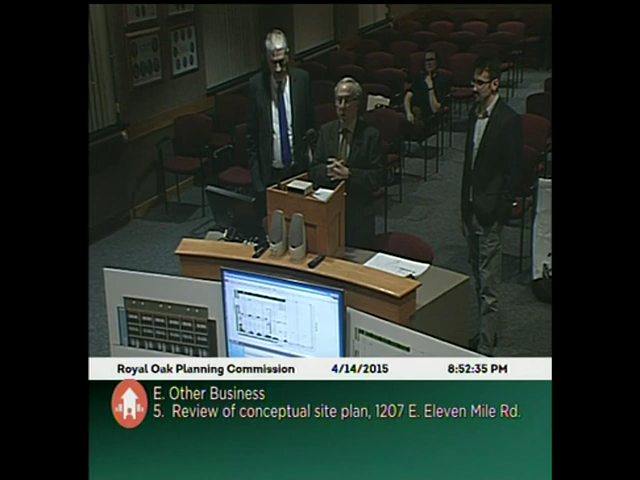 Royal Oak Planning Commission 4/14/2015 8:52:35 PM
E. Other Business
5. Review of conceptual site plan, 1207 E. Eleven Mile Rd.